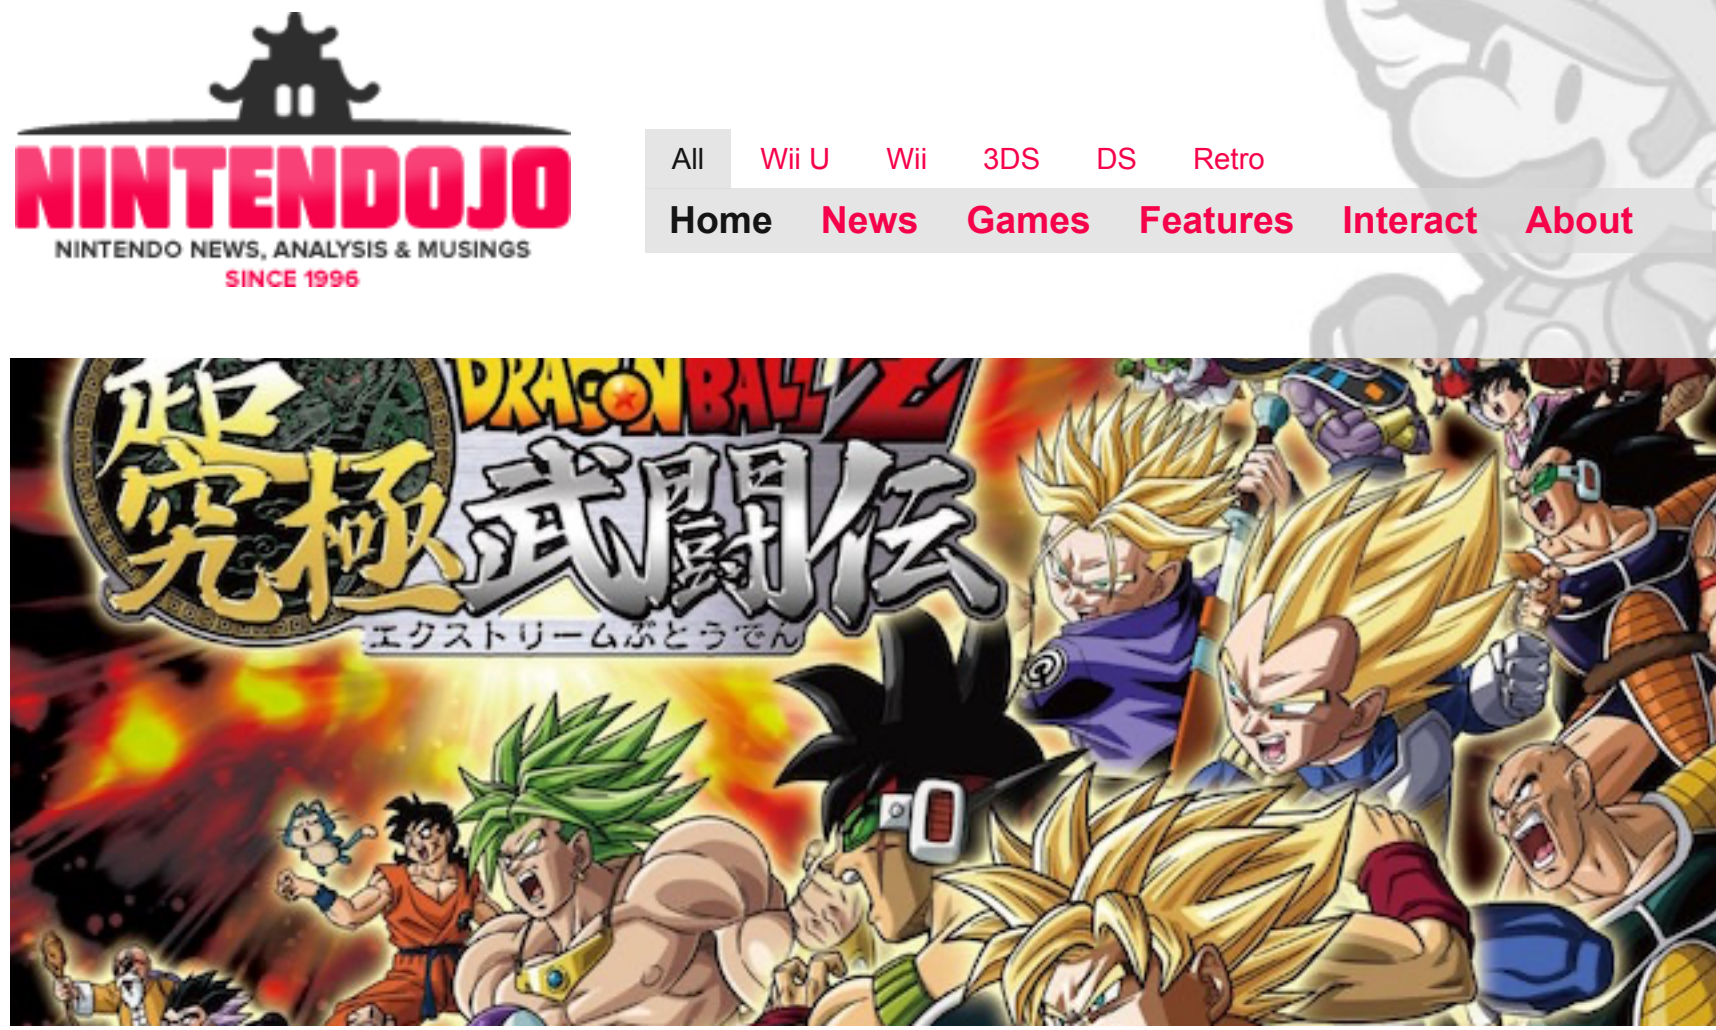 NINTENDOJO
NINTENDO NEWS, ANALYSIS & MUSINGS
SINCE 1996
All Wii U Wii 3DS DS Retro
Home News Games Features Interact About
DRAGON BALL Z
超
究極武闘伝
エクストリームぶとうでん